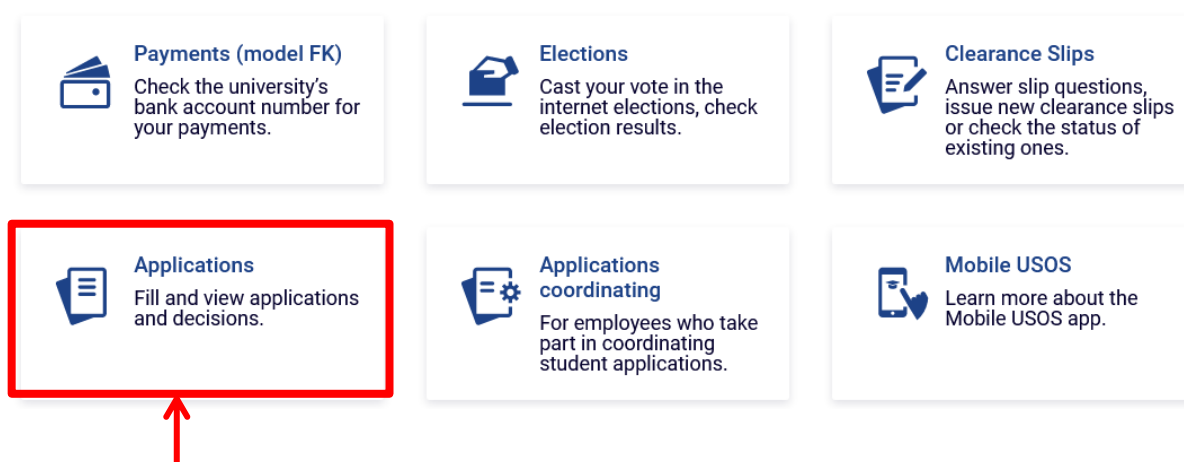 Payments (model FK)
Check the university's
bank account number for
your payments.
Elections
Cast your vote in the
internet elections, check
election results.
Clearance Slips
Answer slip questions,
issue new clearance slips
or check the status of
existing ones.
Applications
Fill and view applications
and decisions.
Applications
coordinating
For employees who take
part in coordinating
student applications.
Mobile USOS
Learn more about the
Mobile USOS app.